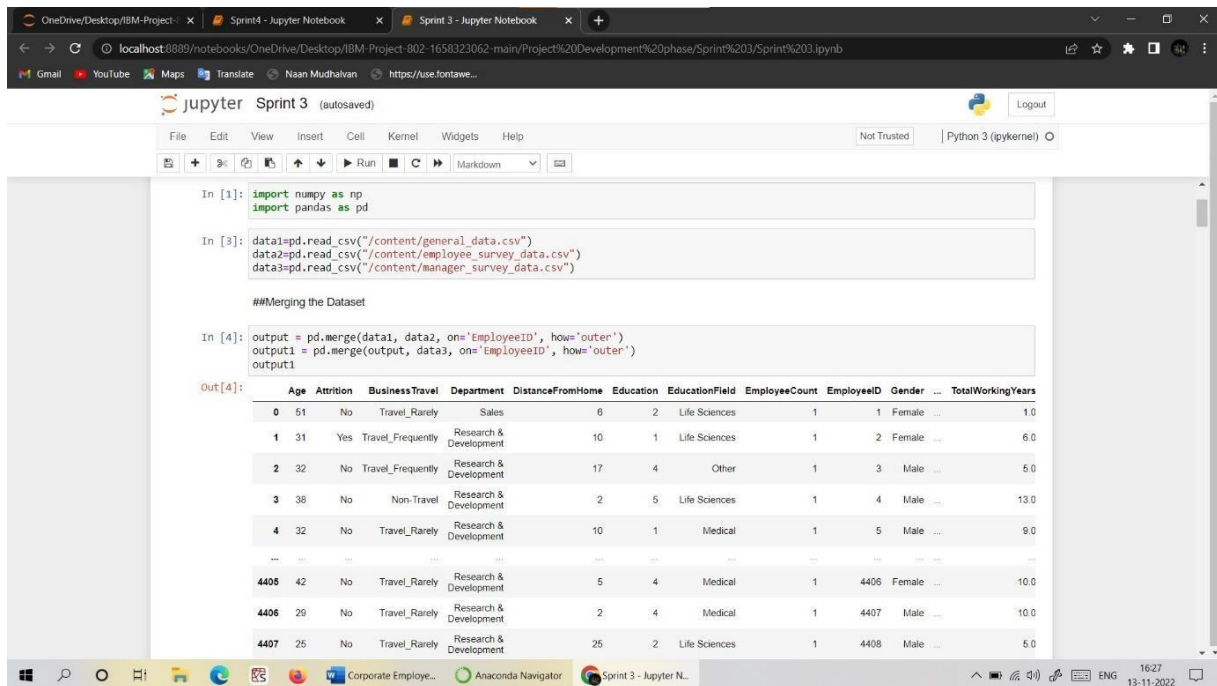 OneDrive/Desktop/IBM-Project- Sprint4 - Jupyter Notebook Sprint 3 - Jupyter Notebook
localhost:8889/notebooks/OneDrive/Desktop/IBM-Project-802-1658323062-main/Project%20Development%20phase/Sprint%203/Sprint%203.ipynb
Gmail YouTube Maps Translate Naan Mudhalvan https://use.fontawe...
jupyter Sprint 3 (autosaved) Logout
File Edit View Insert Cell Kernel Widgets Help Not Trusted Python 3 (ipykernel)
Run Markdown
In [1]: import numpy as np
import pandas as pd
In [3]: data1=pd.read_csv("/content/general_data.csv")
data2=pd.read_csv("/content/employee_survey_data.csv")
data3=pd.read_csv("/content/manager_survey_data.csv")
##Merging the Dataset
In [4]: output = pd.merge(data1, data2, on='EmployeeID', how='outer')
output1 = pd.merge(output, data3, on='EmployeeID', how='outer')
output1
Out[4]:
Age Attrition BusinessTravel Department DistanceFromHome Education EducationField EmployeeCount EmployeeID Gender ... TotalWorkingYears
0 51 No Travel_Rarely Sales 6 2 Life Sciences 1 1 Female ... 1.0
1 31 Yes Travel_Frequently Research & Development 10 1 Life Sciences 1 2 Female ... 6.0
2 32 No Travel_Frequently Research & Development 17 4 Other 1 3 Male ... 5.0
3 38 No Non-Travel Research & Development 2 5 Life Sciences 1 4 Male ... 13.0
4 32 No Travel_Rarely Research & Development 10 1 Medical 1 5 Male ... 9.0
... ... ... ... ... ... ... ... ... ... ... ... ...
4405 42 No Travel_Rarely Research & Development 5 4 Medical 1 4406 Female ... 10.0
4406 29 No Travel_Rarely Research & Development 2 4 Medical 1 4407 Male ... 10.0
4407 25 No Travel_Rarely Research & Development 25 2 Life Sciences 1 4408 Male ... 5.0
Corporate Employe... Anaconda Navigator Sprint 3 - Jupyter N... ENG 16:27
13-11-2022